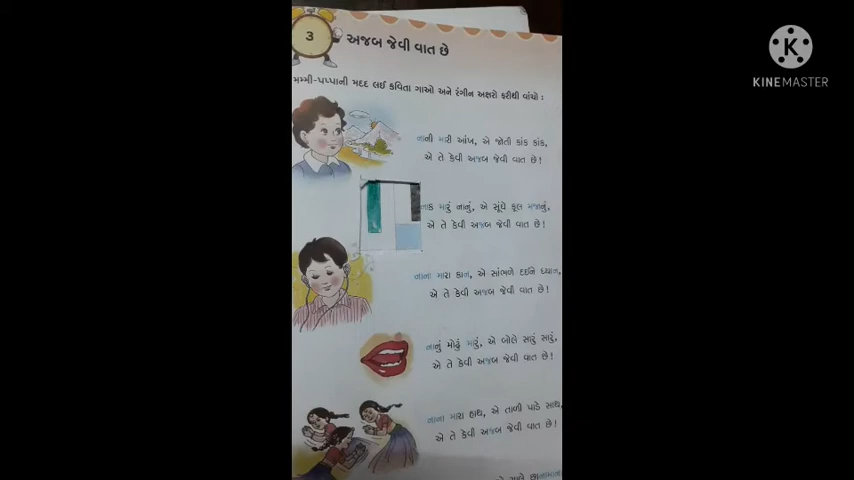 3
અજબ જેવી વાત છે
મમ્મી-પપ્પાની મદદ લઈ કવિતા ગાઓ અને રંગીન અક્ષરો ફરીથી વાંચો :
નાની મારી આંખ, એ જોતી કાંક કાંક,
એ તે કેવી અજબ જેવી વાત છે!
નાક મારું નાનું, એ સૂંઘે ફૂલ મજાનું,
એ તે કેવી અજબ જેવી વાત છે!
નાના મારા કાન, એ સાંભળે દઈને ધ્યાન,
એ તે કેવી અજબ જેવી વાત છે!
નાનું મોઢું મારું, એ બોલે સારું સારું,
એ તે કેવી અજબ જેવી વાત છે!
નાના મારા હાથ, એ તાળી પાડે સાથ,
એ તે કેવી અજબ જેવી વાત છે!
K
KINEMASTER